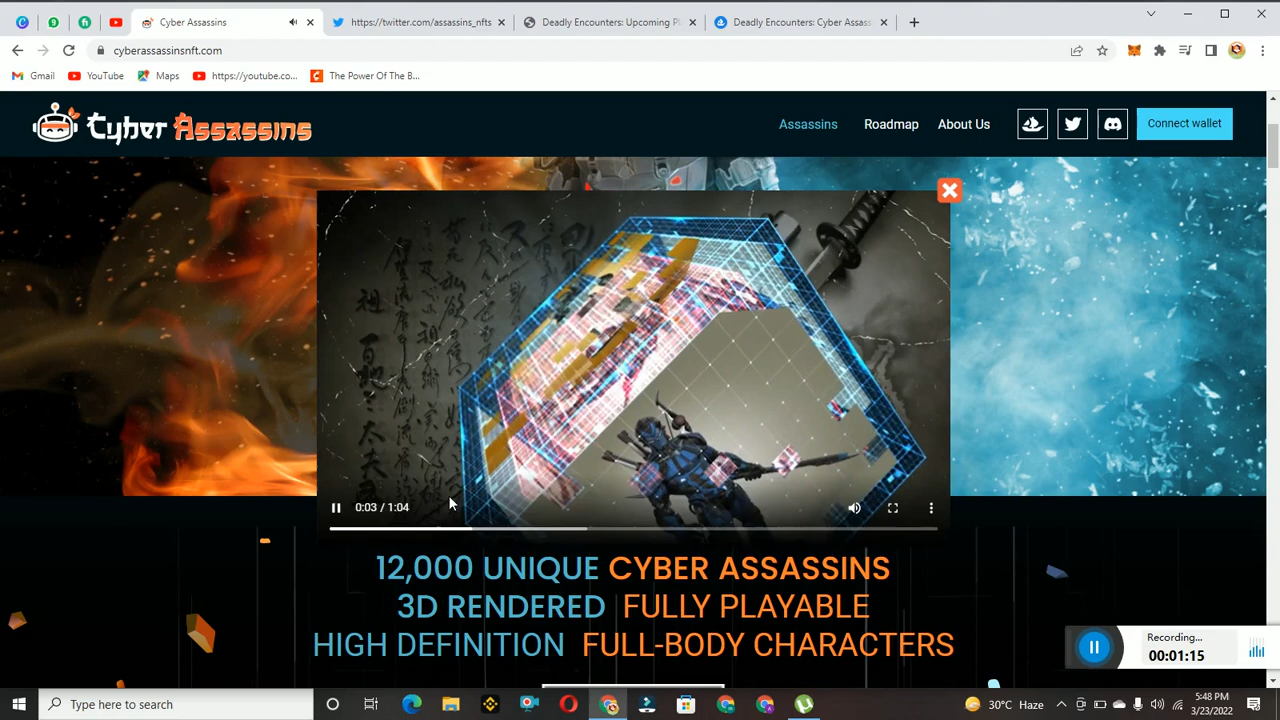 Cyber Assassins
https://twitter.com/assassins_nfts
Deadly Encounters: Upcoming Pl
Deadly Encounters: Cyber Assass
cyberassassinsnft.com
Gmail
YouTube
Maps
https://youtube.co...
The Power Of The B...
Cyber Assassins
Assassins
Roadmap
About Us
Connect wallet
0:03 / 1:04
12,000 UNIQUE CYBER ASSASSINS
3D RENDERED FULLY PLAYABLE
HIGH DEFINITION FULL-BODY CHARACTERS
Recording...
00:01:15
Type here to search
30°C Haze
5:48 PM
3/23/2022